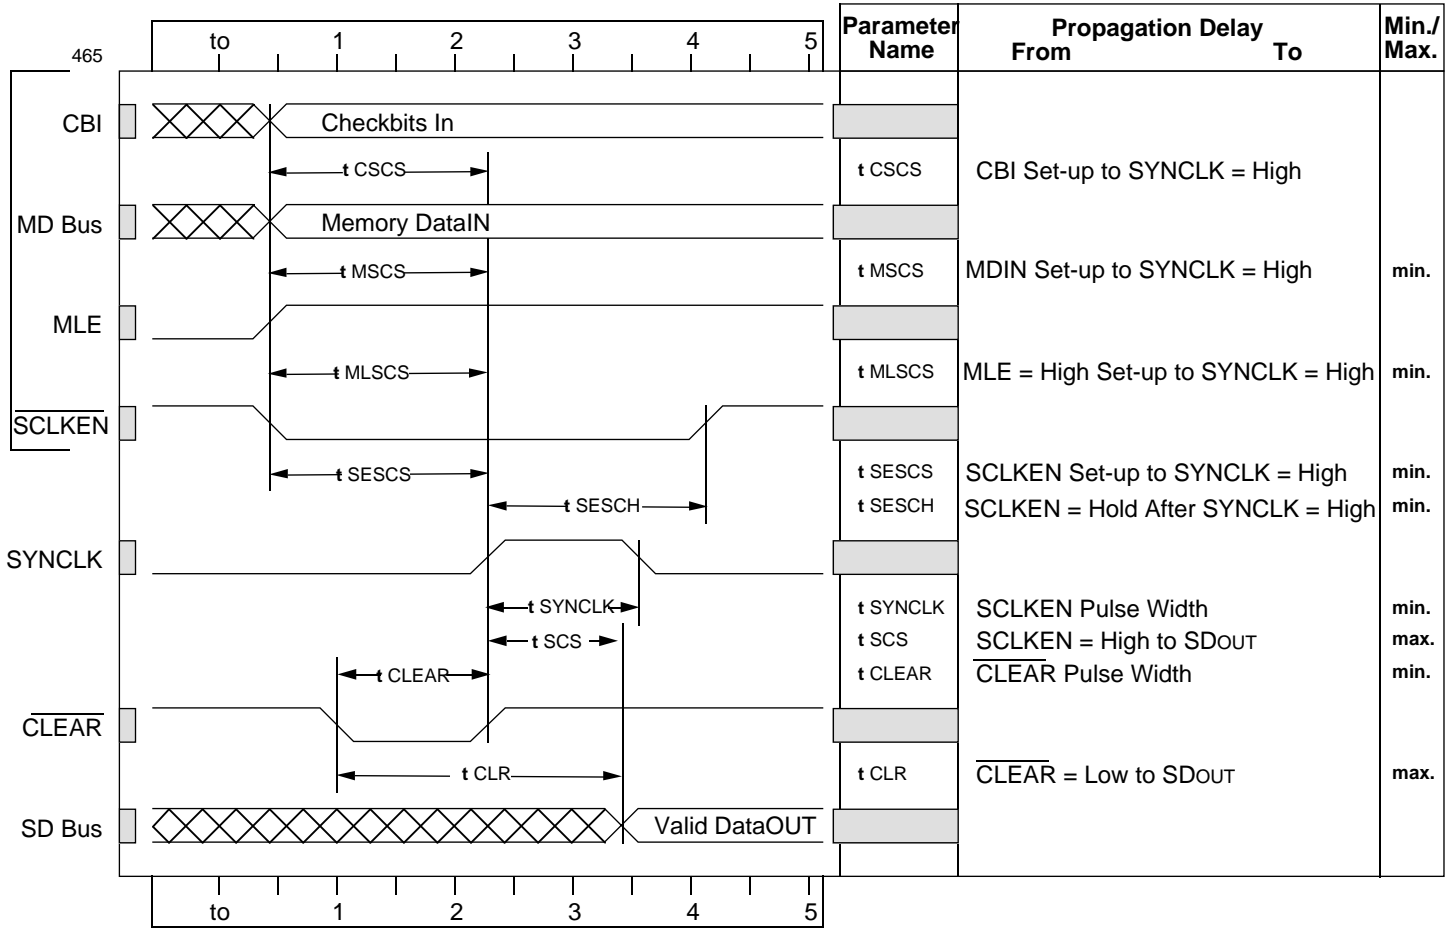 to 1 2 3 4 5
Parameter Name
Propagation Delay
From To
Min./ Max.
465
CBI
Checkbits In
t CSCS
t CSCS CBI Set-up to SYNCLK = High
MD Bus
Memory DataIN
t MSCS
t MSCS MDIN Set-up to SYNCLK = High min.
MLE
t MLSCS
t MLSCS MLE = High Set-up to SYNCLK = High min.
SCLKEN
t SESCS
t SESCS SCLKEN Set-up to SYNCLK = High min.
t SESCH
t SESCH SCLKEN = Hold After SYNCLK = High min.
SYNCLK
t SYNCLK
t SYNCLK SCLKEN Pulse Width min.
t SCS
t SCS SCLKEN = High to SDOUT max.
t CLEAR
t CLEAR CLEAR Pulse Width min.
CLEAR
t CLR
t CLR CLEAR = Low to SDOUT max.
SD Bus
Valid DataOUT
to 1 2 3 4 5